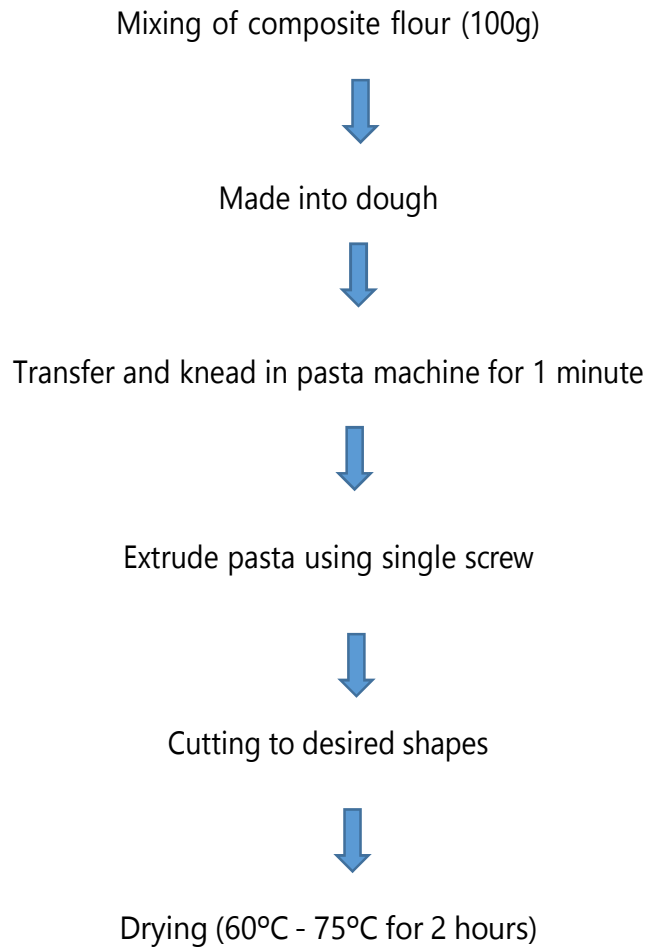 Mixing of composite flour (100g)
Made into dough
Transfer and knead in pasta machine for 1 minute
Extrude pasta using single screw
Cutting to desired shapes
Drying (60ºC - 75ºC for 2 hours)